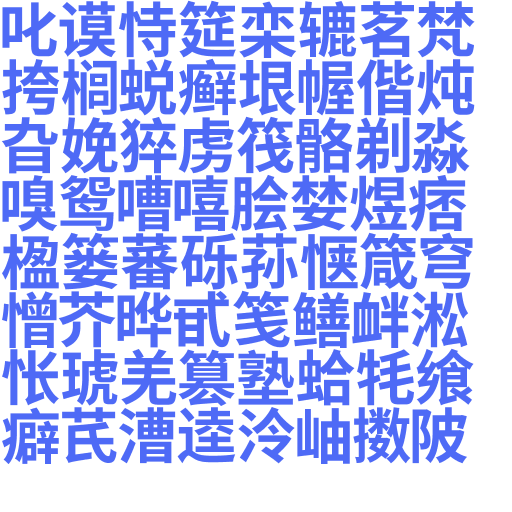 叱谟恃筵栾辘茗梵
挎榈蜕癣垠幄偕炖
旮娩猝虏筏骼剃淼
嗅鸳嘈嘻脍婪煜痞
楹篓蕃砾荪惬箴穹
憎芥晔甙笺鳝衅淞
怅琥羌篡塾蛤牦飨
癖芪漕逵泠岫擞陂